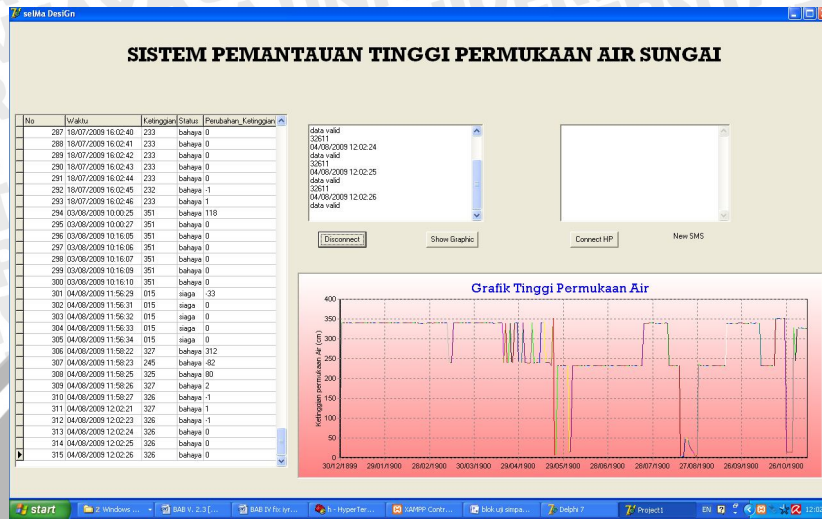 selMa DesiGn
SISTEM PEMANTAUAN TINGGI PERMUKAAN AIR SUNGAI
No Waktu Ketinggian Status Perubahan_Ketinggian
287 18/07/2009 16:02:40 233 bahaya 0
288 18/07/2009 16:02:41 233 bahaya 0
289 18/07/2009 16:02:42 233 bahaya 0
290 18/07/2009 16:02:43 233 bahaya 0
291 18/07/2009 16:02:44 233 bahaya 0
292 18/07/2009 16:02:45 232 bahaya -1
293 18/07/2009 16:02:46 233 bahaya 1
294 03/08/2009 10:00:25 351 bahaya 118
295 03/08/2009 10:00:27 351 bahaya 0
296 03/08/2009 10:16:05 351 bahaya 0
297 03/08/2009 10:16:06 351 bahaya 0
298 03/08/2009 10:16:07 351 bahaya 0
299 03/08/2009 10:16:09 351 bahaya 0
300 03/08/2009 10:16:10 351 bahaya 0
301 04/08/2009 11:56:29 015 siaga -33
302 04/08/2009 11:56:31 015 siaga 0
303 04/08/2009 11:56:32 015 siaga 0
304 04/08/2009 11:56:33 015 siaga 0
305 04/08/2009 11:56:34 015 siaga 0
306 04/08/2009 11:58:22 327 bahaya 312
307 04/08/2009 11:58:23 245 bahaya -82
308 04/08/2009 11:58:25 325 bahaya 80
309 04/08/2009 11:58:26 327 bahaya 2
310 04/08/2009 11:58:27 326 bahaya -1
311 04/08/2009 12:02:21 327 bahaya 1
312 04/08/2009 12:02:23 326 bahaya -1
313 04/08/2009 12:02:24 326 bahaya 0
314 04/08/2009 12:02:25 326 bahaya 0
315 04/08/2009 12:02:26 326 bahaya 0
data valid
32611
04/08/2009 12:02:24
data valid
32611
04/08/2009 12:02:25
data valid
32611
04/08/2009 12:02:26
data valid
Disconnect
Show Graphic
Connect HP
New SMS
Grafik Tinggi Permukaan Air
Ketinggian permukaan Air (cm)
400
350
300
250
200
150
100
50
0
30/12/1899 29/01/1900 28/02/1900 30/03/1900 29/04/1900 29/05/1900 28/06/1900 28/07/1900 27/08/1900 26/09/1900 26/10/1900
start
2 Windows ...
BAB V. 2.3 [...
BAB IV fix iyr...
h - HyperTer...
XAMPP Contr...
blok uji simpa...
Delphi 7
Project1
EN
12:02